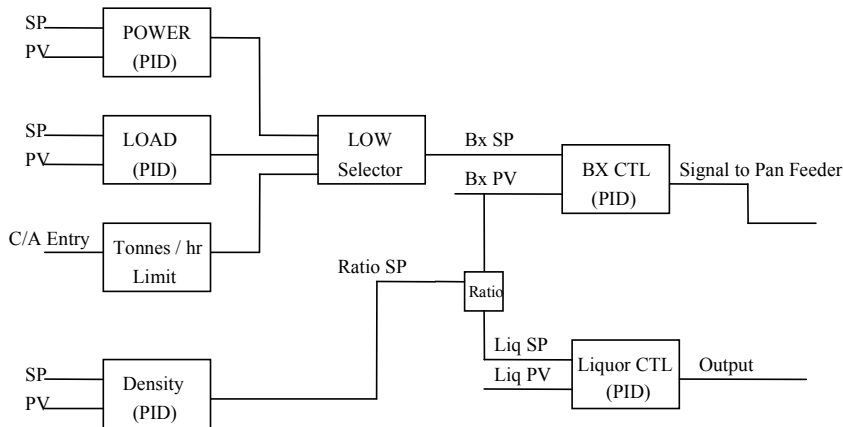 SP
PV
POWER
(PID)
SP
PV
LOAD
(PID)
C/A Entry
Tonnes / hr
Limit
LOW
Selector
Bx SP
Bx PV
BX CTL
(PID)
Signal to Pan Feeder
Ratio SP
Ratio
SP
PV
Density
(PID)
Liq SP
Liq PV
Liquor CTL
(PID)
Output